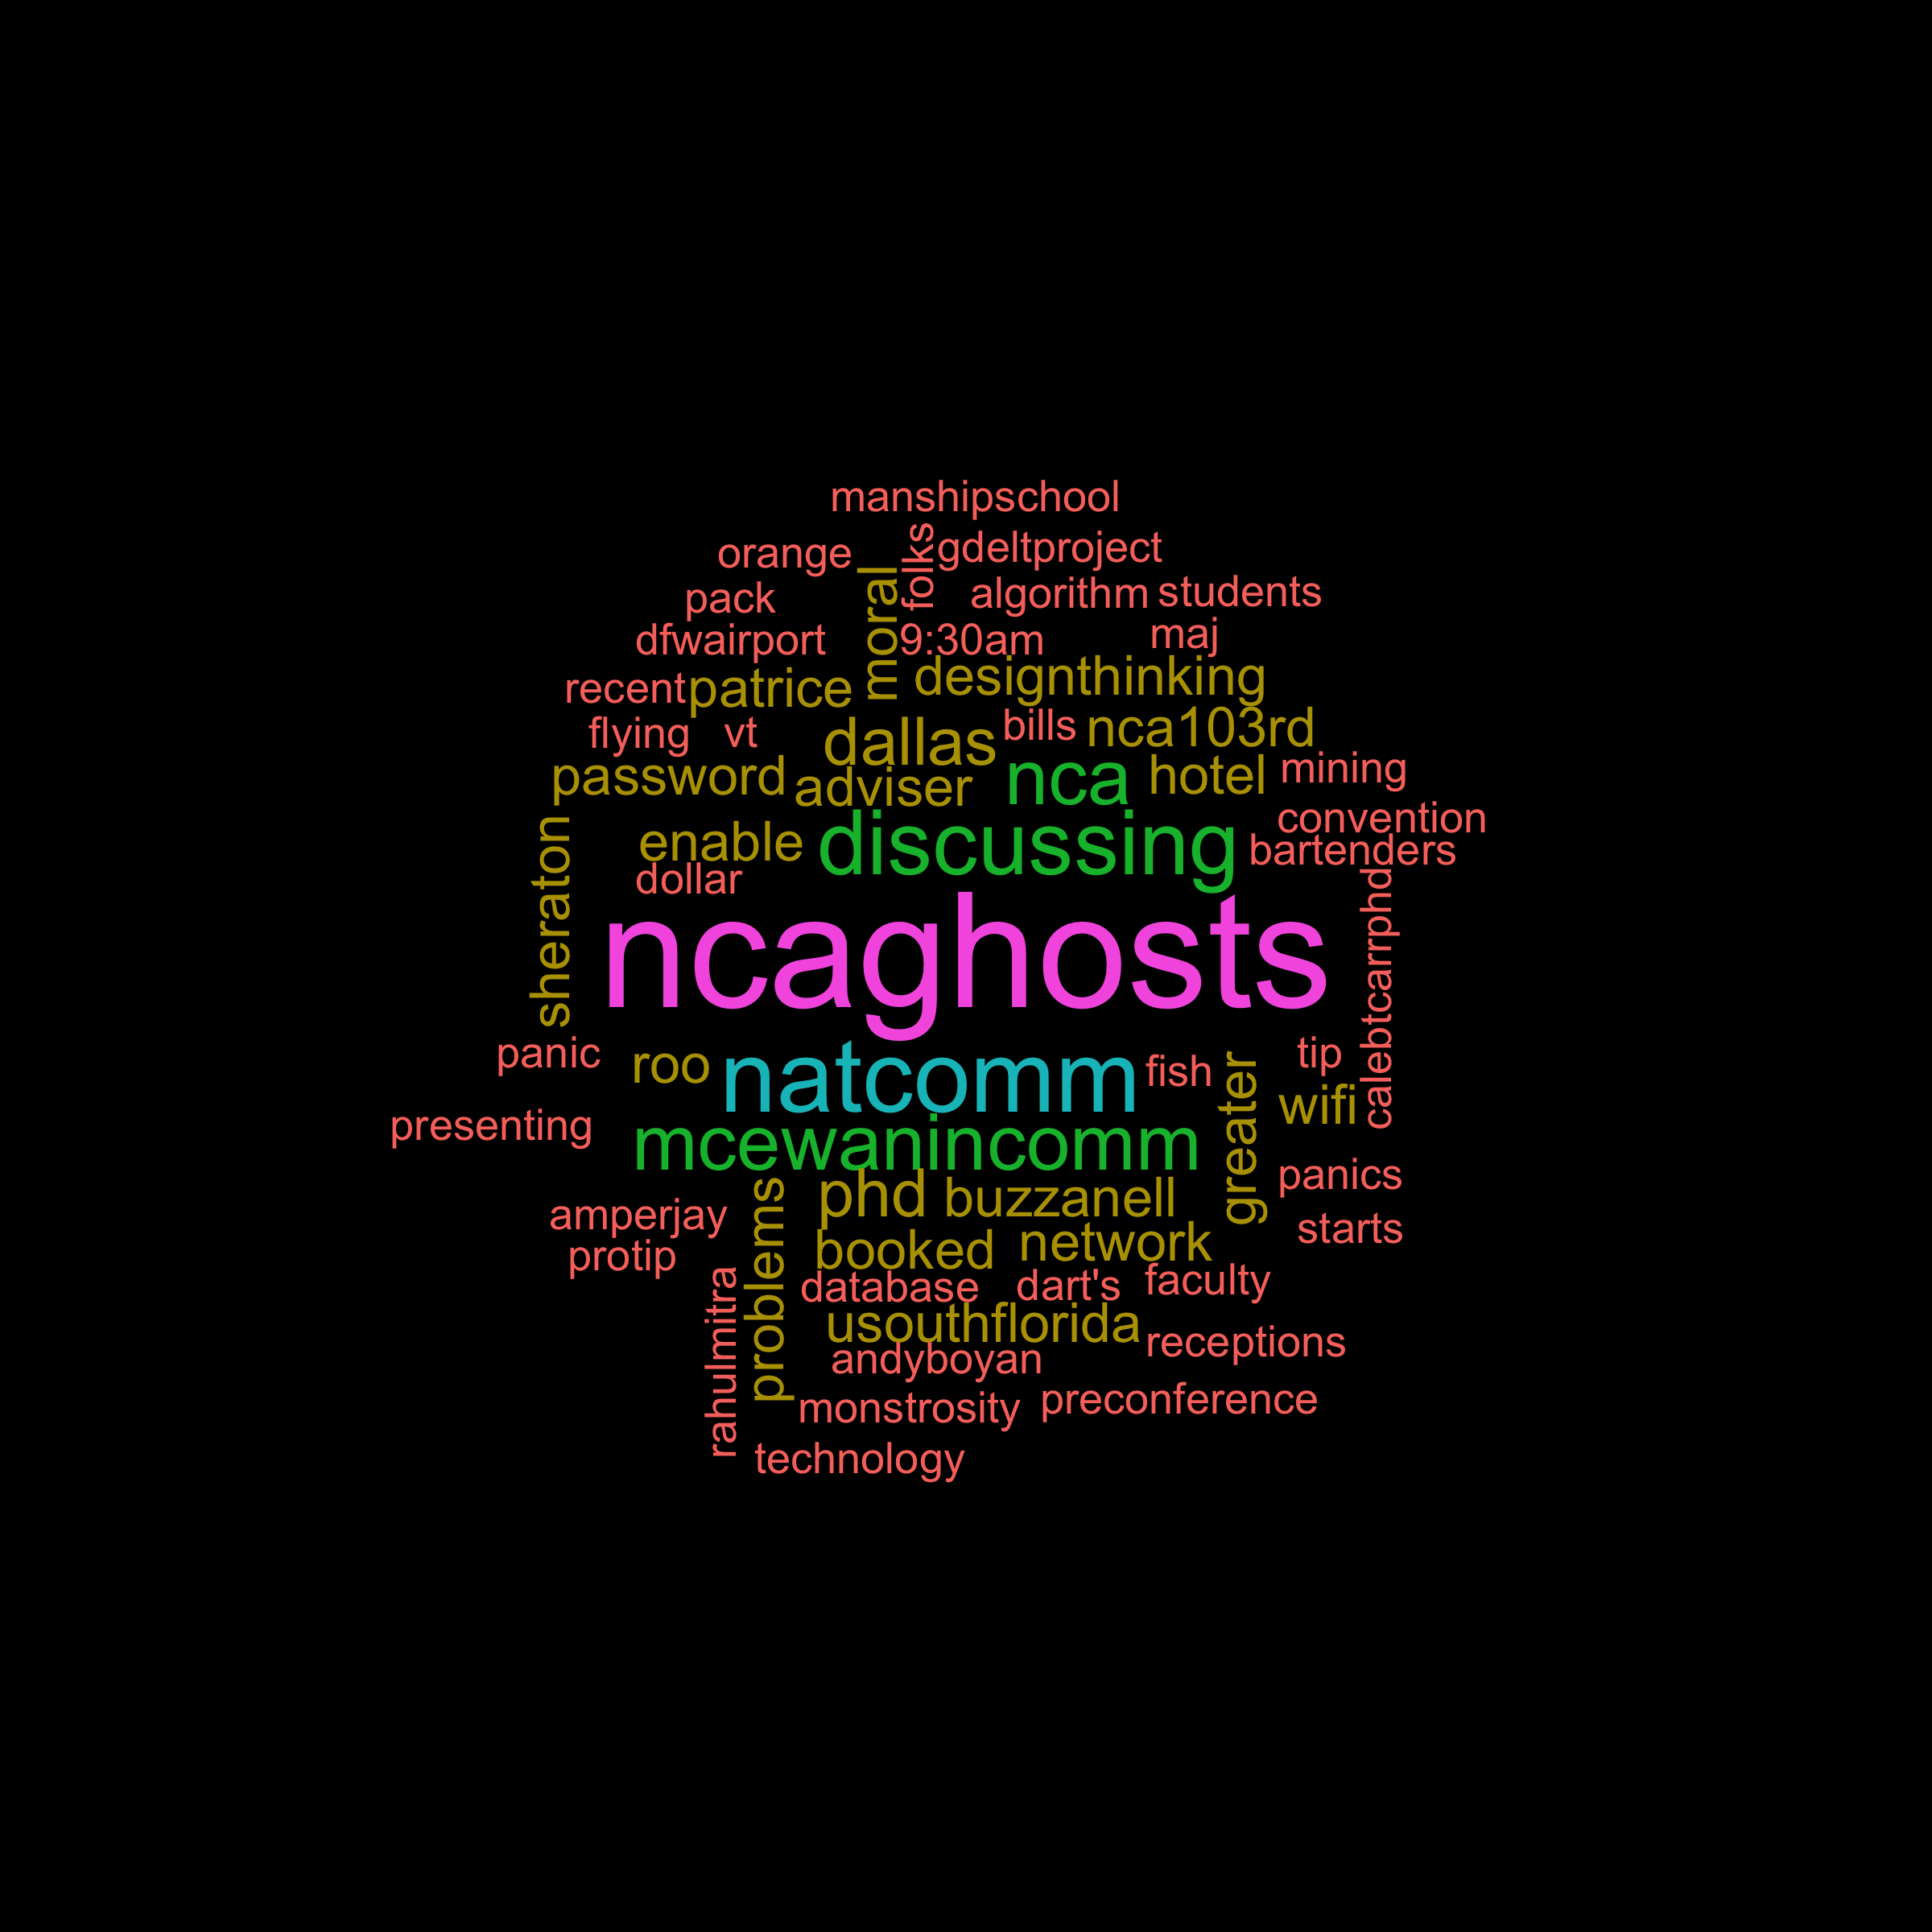 manshipschool
orange
folks
gdeltproject
pack
moral
algorithm
students
dfwairport
9:30am
maj
recent
patrice
designthinking
flying
vt
dallas
bills
nca103rd
password
adviser
nca
hotel
mining
sheraton
enable
discussing
convention
dollar
bartenders
ncaghosts
calebtcarrphd
panic
roo
natcomm
fish
greater
tip
wifi
presenting
mcewanincomm
panics
amperjay
problems
phd
buzzanell
starts
protip
booked
network
rahulmitra
database
dart's
faculty
usouthflorida
receptions
andyboyan
monstrosity
preconference
technology